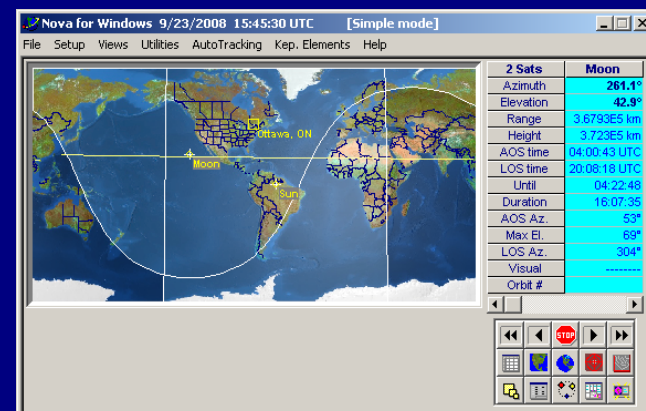 Nova for Windows 9/23/2008 15:45:30 UTC [Simple mode]
File Setup Views Utilities AutoTracking Kep. Elements Help
Ottawa, ON
Moon
Sun
2 Sats Moon
Azimuth 261.1°
Elevation 42.9°
Range 3.6793E5 km
Height 3.723E5 km
AOS time 04:00:43 UTC
LOS time 20:08:18 UTC
Until 04:22:48
Duration 16:07:35
AOS Az. 53°
Max El. 69°
LOS Az. 304°
Visual --------
Orbit #
STOP